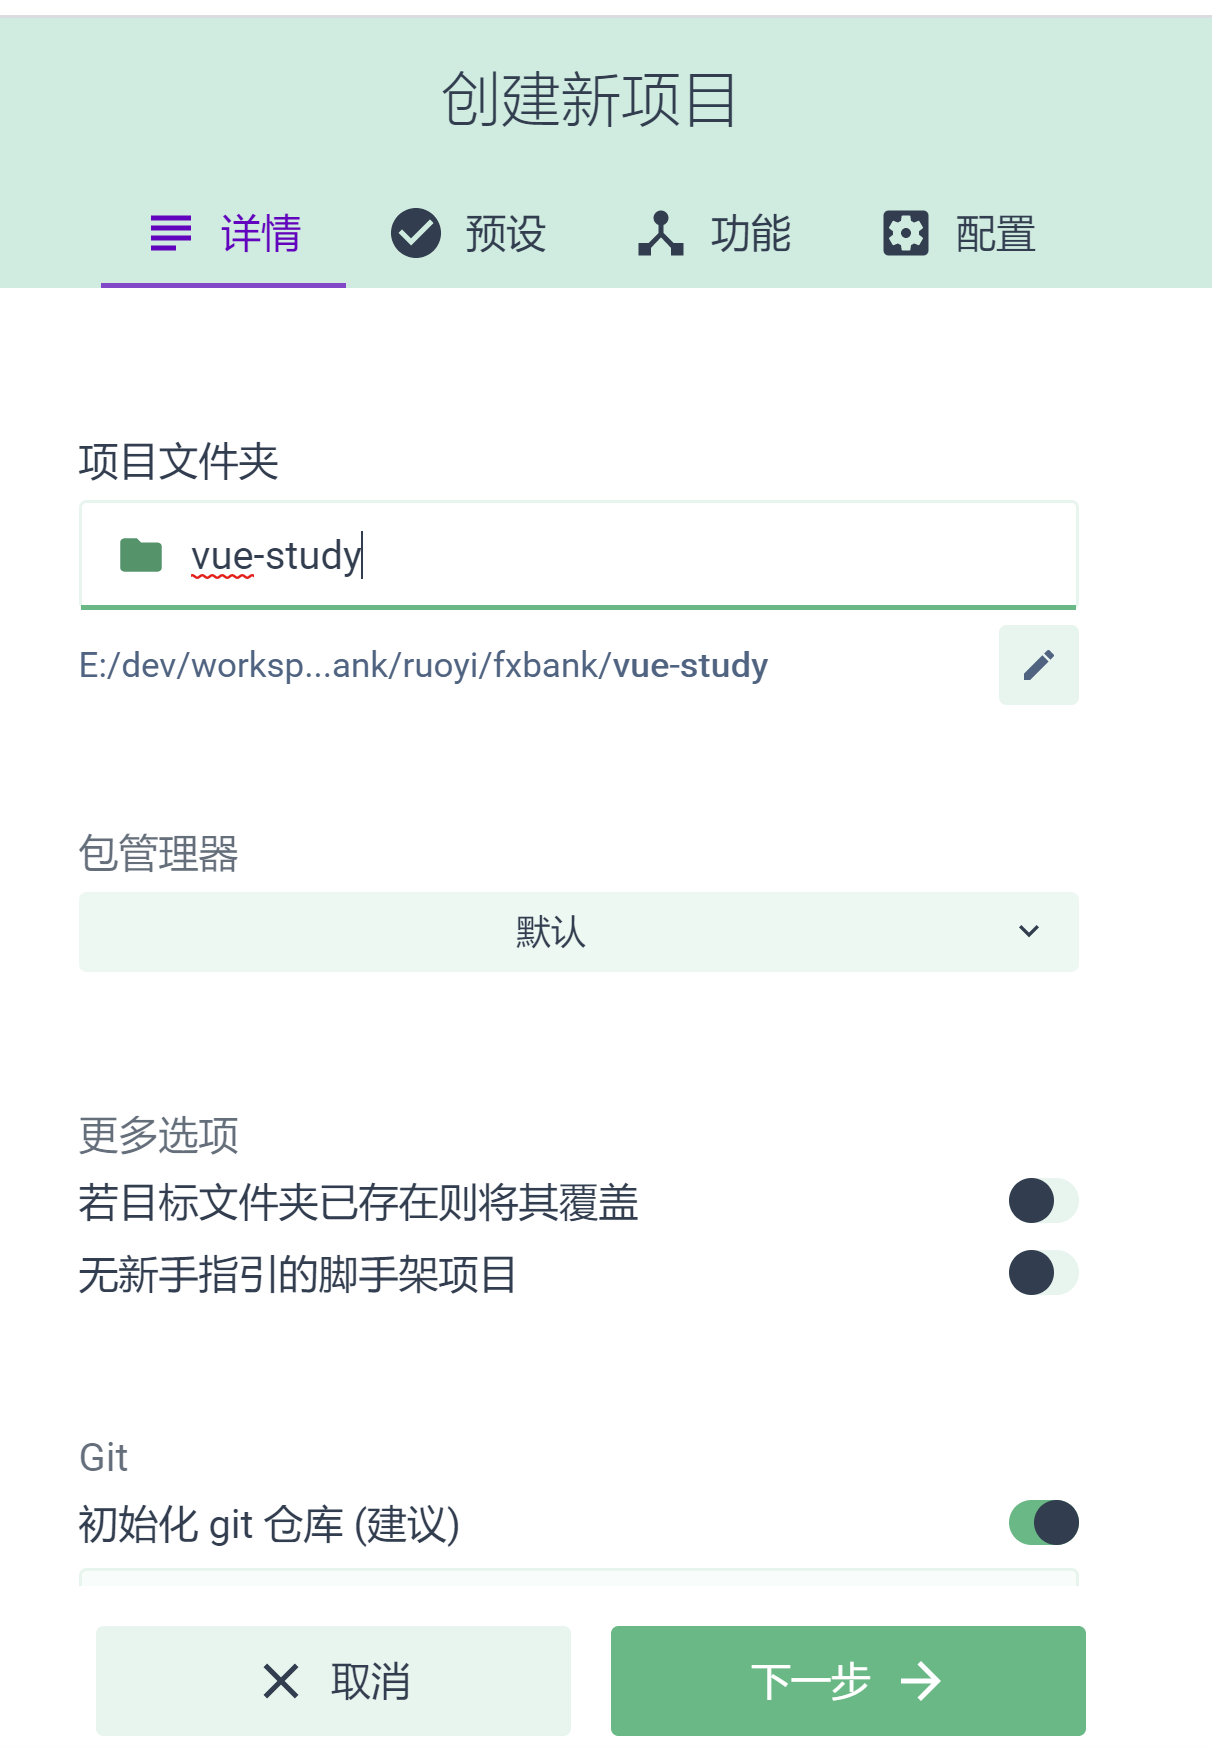 创建新项目
详情 预设 功能 配置
项目文件夹
vue-study
E:/dev/worksp...ank/ruoyi/fxbank/vue-study
包管理器
默认
更多选项
若目标文件夹已存在则将其覆盖
无新手指引的脚手架项目
Git
初始化 git 仓库 (建议)
取消 下一步